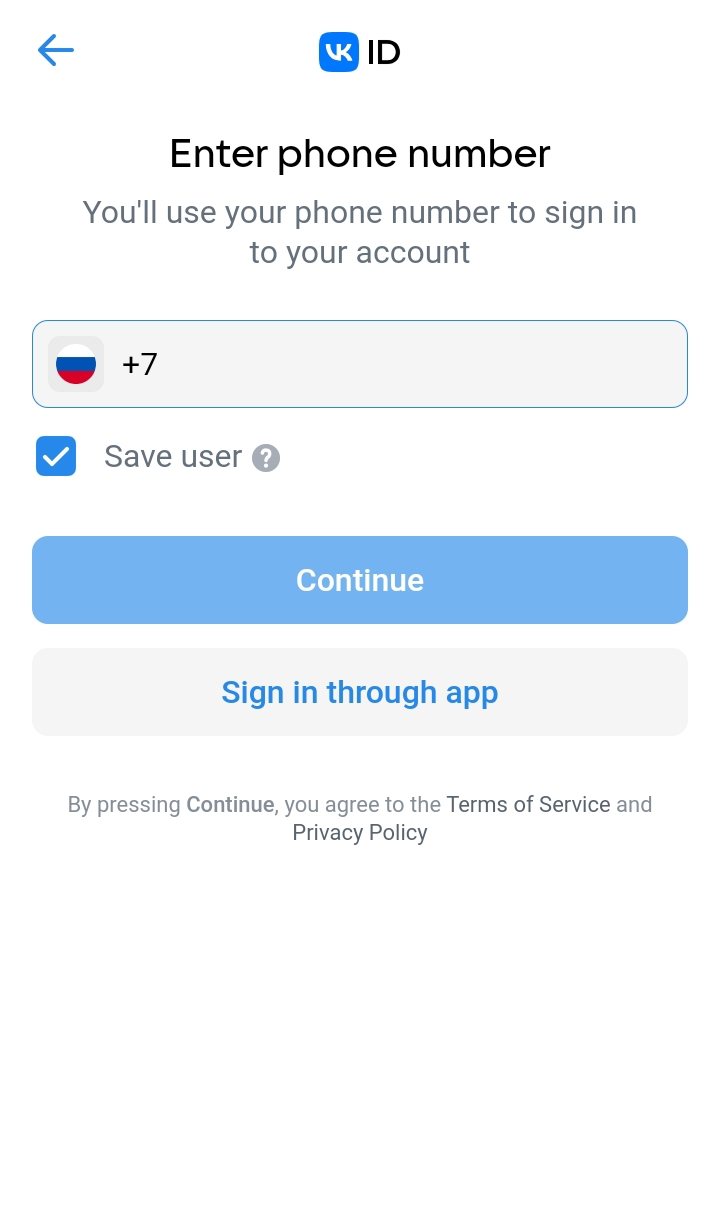 VK ID
Enter phone number
You'll use your phone number to sign in
to your account
+7
Save user ?
Continue
Sign in through app
By pressing Continue, you agree to the Terms of Service and
Privacy Policy